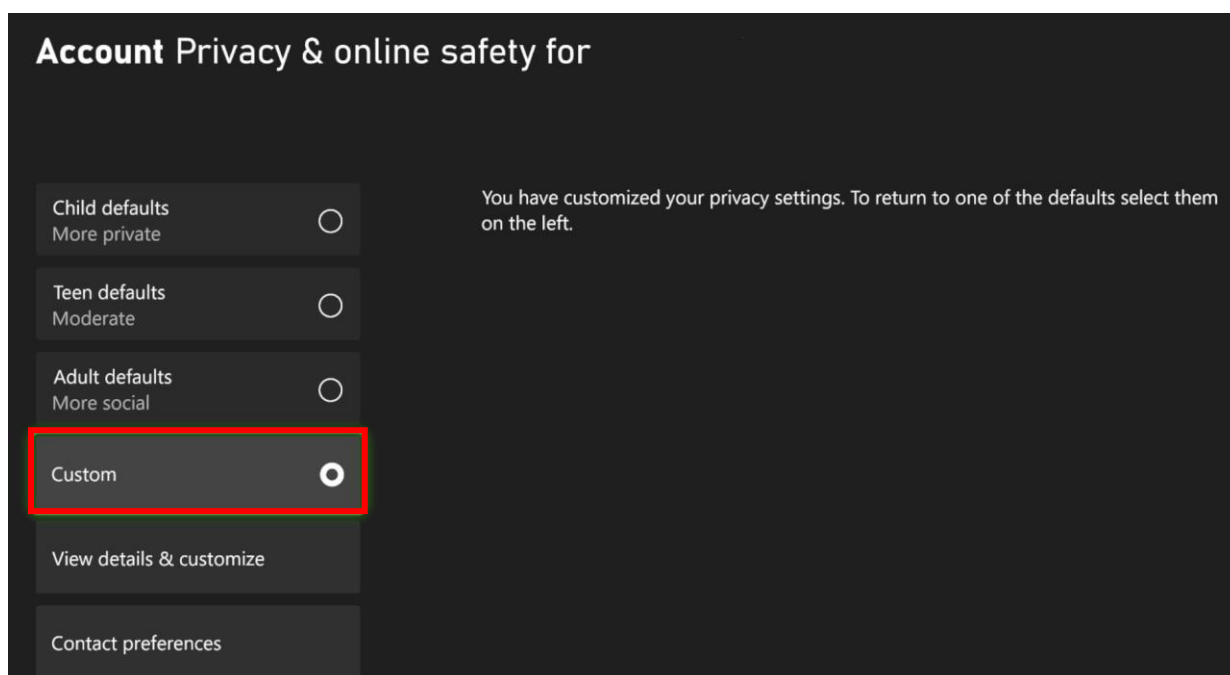 Account Privacy & online safety for
Child defaults
More private
You have customized your privacy settings. To return to one of the defaults select them
on the left.
Teen defaults
Moderate
Adult defaults
More social
Custom
View details & customize
Contact preferences